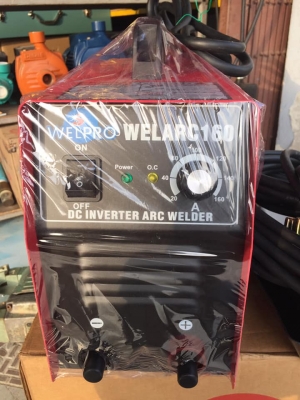 WELPRO WELARC160
ON
Power O.C
20
160
A
OFF
DC INVERTER ARC WELDER